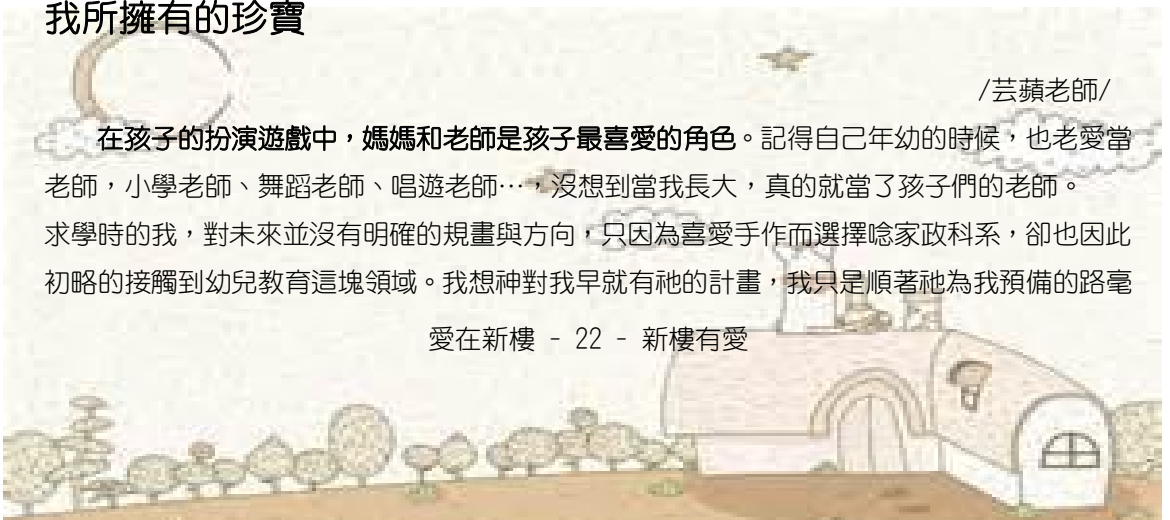 我所擁有的珍寶
/芸蘋老師/
在孩子的扮演遊戲中，媽媽和老師是孩子最喜愛的角色。記得自己年幼的時候，也老愛當
老師，小學老師、舞蹈老師、唱遊老師…，沒想到當我長大，真的就當了孩子們的老師。
求學時的我，對未來並沒有明確的規畫與方向，只因為喜愛手作而選擇唸家政科系，卻也因此
初略的接觸到幼兒教育這塊領域。我想神對我早就有祂的計畫，我只是順著祂為我預備的路毫
愛在新樓 - 22 - 新樓有愛